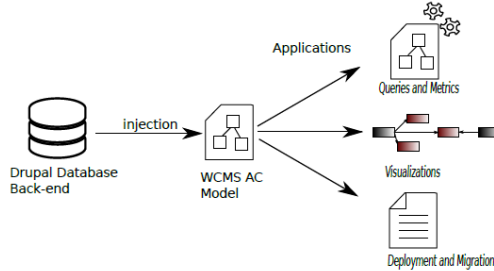 Applications
Queries and Metrics
injection
Drupal Database
Back-end
WCMS AC
Model
Visualizations
Deployment and Migration